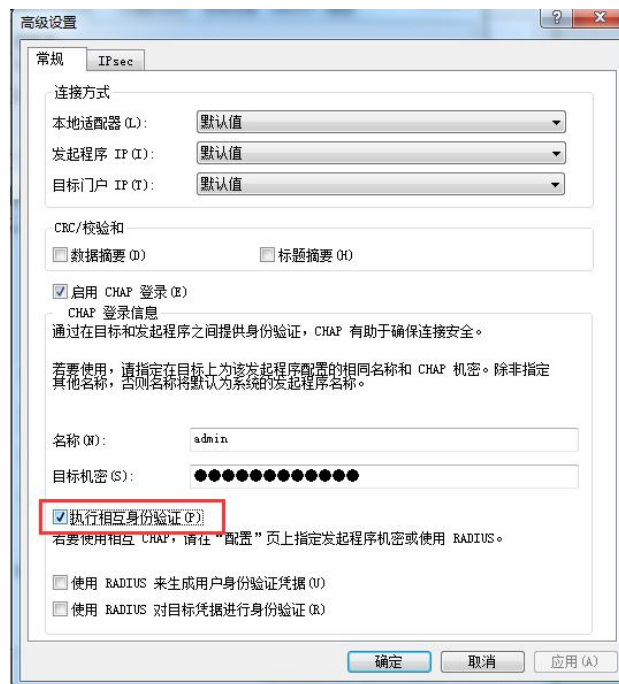 高级设置
常规
IPsec
连接方式
本地适配器(L):
默认值
发起程序 IP(I):
默认值
目标门户 IP(T):
默认值
CRC/校验和
数据摘要(D)
标题摘要(H)
启用 CHAP 登录(E)
CHAP 登录信息
通过在目标和发起程序之间提供身份验证，CHAP 有助于确保连接安全。
若要使用，请指定在目标上为该发起程序配置的相同名称和 CHAP 机密。除非指定
其他名称，否则名称将默认为系统的发起程序名称。
名称(N):
admin
目标机密(S):
●●●●●●●●●●●●●●
执行相互身份验证(P)
若要使用相互 CHAP，请在“配置”页上指定发起程序机密或使用 RADIUS。
使用 RADIUS 来生成用户身份验证凭据(U)
使用 RADIUS 对目标凭据进行身份验证(R)
确定
取消
应用(A)